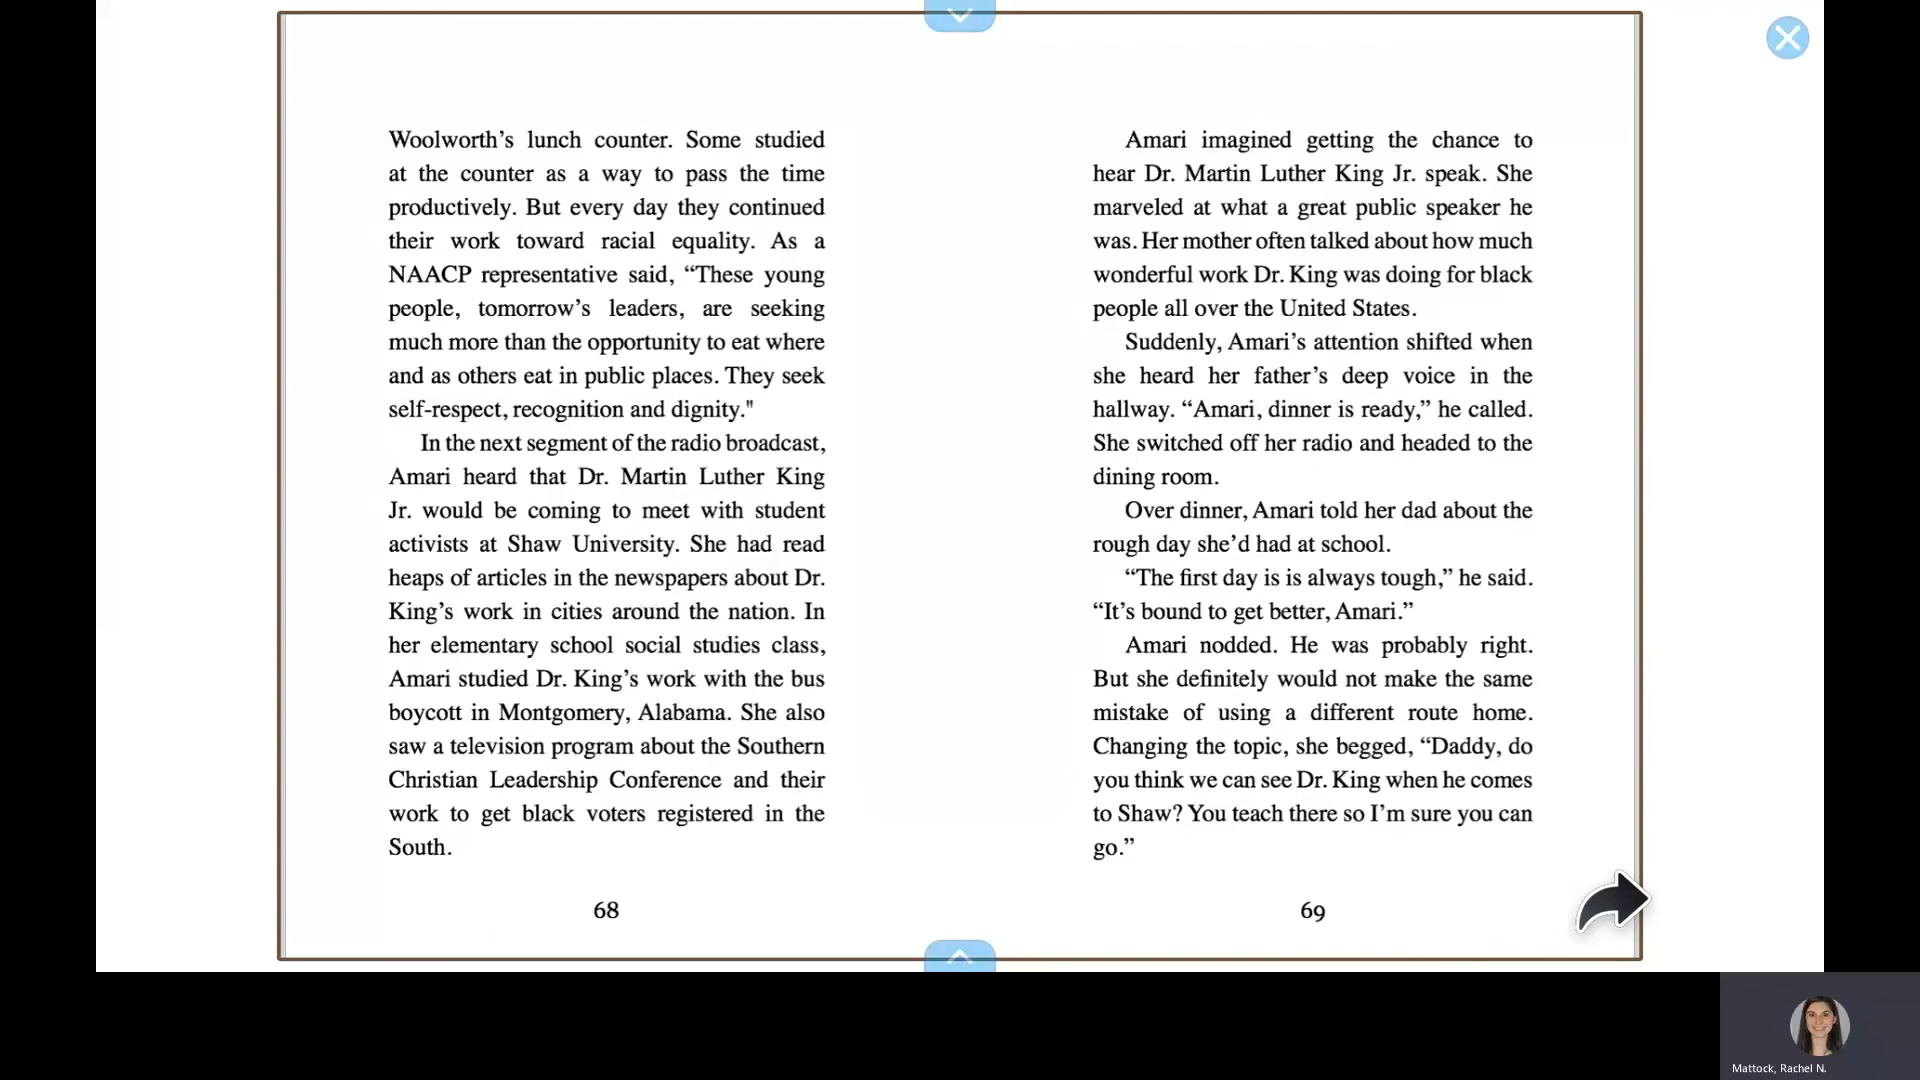 Woolworth’s lunch counter. Some studied
at the counter as a way to pass the time
productively. But every day they continued
their work toward racial equality. As a
NAACP representative said, “These young
people, tomorrow’s leaders, are seeking
much more than the opportunity to eat where
and as others eat in public places. They seek
self-respect, recognition and dignity."
In the next segment of the radio broadcast,
Amari heard that Dr. Martin Luther King
Jr. would be coming to meet with student
activists at Shaw University. She had read
heaps of articles in the newspapers about Dr.
King’s work in cities around the nation. In
her elementary school social studies class,
Amari studied Dr. King’s work with the bus
boycott in Montgomery, Alabama. She also
saw a television program about the Southern
Christian Leadership Conference and their
work to get black voters registered in the
South.
68
Amari imagined getting the chance to
hear Dr. Martin Luther King Jr. speak. She
marveled at what a great public speaker he
was. Her mother often talked about how much
wonderful work Dr. King was doing for black
people all over the United States.
Suddenly, Amari’s attention shifted when
she heard her father’s deep voice in the
hallway. “Amari, dinner is ready,” he called.
She switched off her radio and headed to the
dining room.
Over dinner, Amari told her dad about the
rough day she’d had at school.
“The first day is is always tough,” he said.
“It’s bound to get better, Amari.”
Amari nodded. He was probably right.
But she definitely would not make the same
mistake of using a different route home.
Changing the topic, she begged, “Daddy, do
you think we can see Dr. King when he comes
to Shaw? You teach there so I’m sure you can
go.”
69
Mattock, Rachel N.